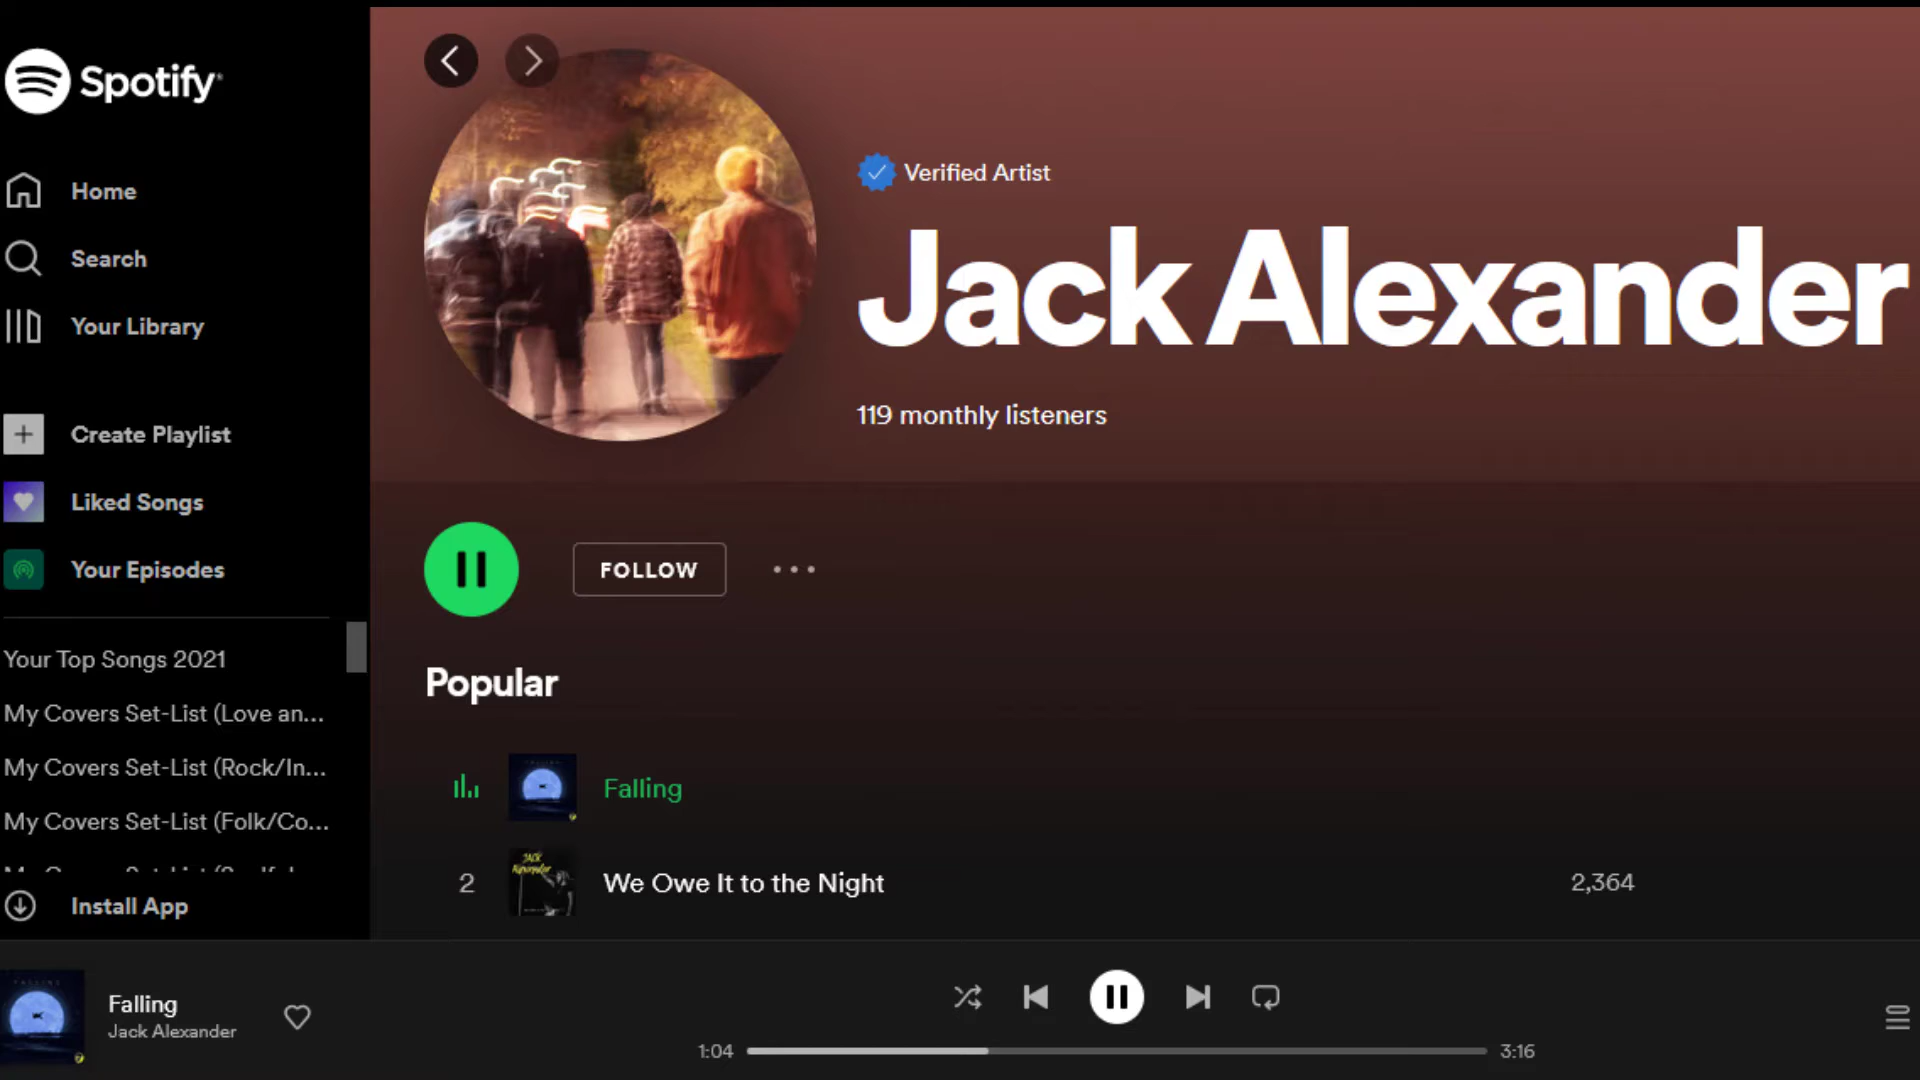 Spotify
Home
Search
Your Library
Create Playlist
Liked Songs
Your Episodes
Your Top Songs 2021
My Covers Set-List (Love an...
My Covers Set-List (Rock/In...
My Covers Set-List (Folk/Co...
Install App
Verified Artist
Jack Alexander
119 monthly listeners
FOLLOW
Popular
Falling
2 We Owe It to the Night 2,364
Falling
Jack Alexander
1:04 3:16